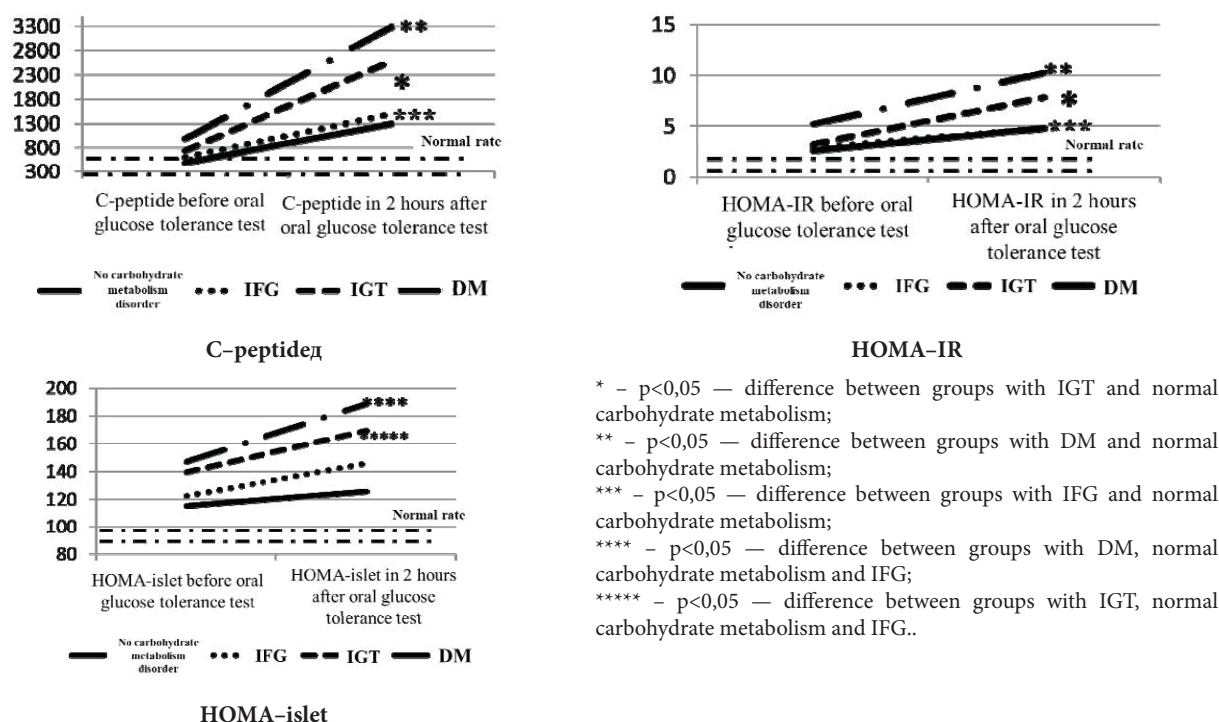 3300
2800
2300
1800
1300
800
300
**
*
***
Normal rate
C-peptide before oral
glucose tolerance test
C-peptide in 2 hours after
oral glucose tolerance test
No carbohydrate
metabolism
disorder
IFG
IGT
DM
C–peptideд
15
10
5
0
**
*
***
Normal rate
HOMA-IR before oral
glucose tolerance test
HOMA-IR in 2 hours
after oral glucose
tolerance test
No carbohydrate
metabolism
disorder
IFG
IGT
DM
HOMA–IR
200
180
160
140
120
100
80
****
*****
Normal rate
HOMA-islet before oral
glucose tolerance test
HOMA-islet in 2 hours
after oral glucose
tolerance test
No carbohydrate
metabolism
disorder
IFG
IGT
DM
HOMA–islet
* – p<0,05 — difference between groups with IGT and normal
carbohydrate metabolism;
** – p<0,05 — difference between groups with DM and normal
carbohydrate metabolism;
*** – p<0,05 — difference between groups with IFG and normal
carbohydrate metabolism;
**** – p<0,05 — difference between groups with DM, normal
carbohydrate metabolism and IFG;
***** – p<0,05 — difference between groups with IGT, normal
carbohydrate metabolism and IFG..